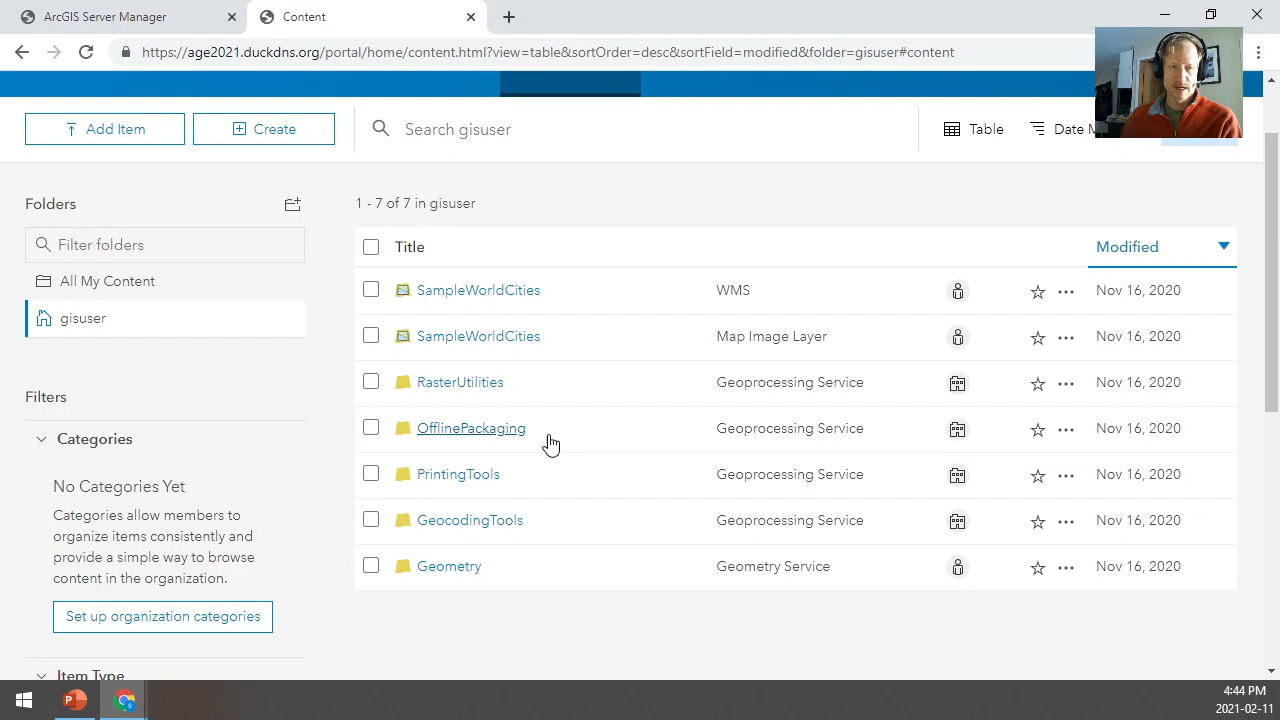 ArcGIS Server Manager
Content
https://age2021.duckdns.org/portal/home/content.html?view=table&sortOrder=desc&sortField=modified&folder=gisuser#content
Add Item
Create
Search gisuser
Table
Date M
Folders
1 - 7 of 7 in gisuser
Filter folders
Title
Modified
All My Content
SampleWorldCities
WMS
Nov 16, 2020
gisuser
SampleWorldCities
Map Image Layer
Nov 16, 2020
RasterUtilities
Geoprocessing Service
Nov 16, 2020
Filters
OfflinePackaging
Geoprocessing Service
Nov 16, 2020
Categories
PrintingTools
Geoprocessing Service
Nov 16, 2020
No Categories Yet
Categories allow members to
organize items consistently and
provide a simple way to browse
content in the organization.
GeocodingTools
Geoprocessing Service
Nov 16, 2020
Geometry
Geometry Service
Nov 16, 2020
Set up organization categories
Item Type
4:44 PM
2021-02-11